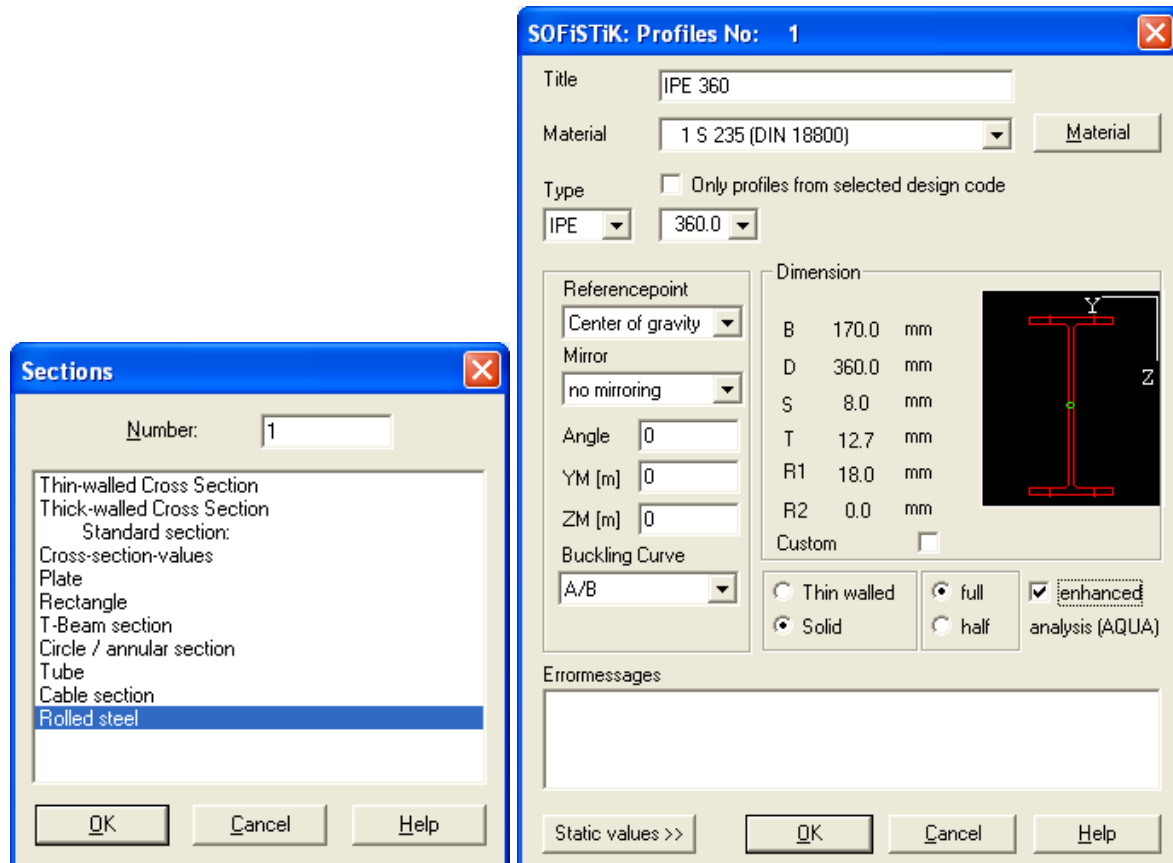 Sections
Number: 1
Thin-walled Cross Section
Thick-walled Cross Section
Standard section:
Cross-section-values
Plate
Rectangle
T-Beam section
Circle / annular section
Tube
Cable section
Rolled steel
OK Cancel Help
SOFiSTiK: Profiles No: 1
Title IPE 360
Material 1 S 235 (DIN 18800) Material
Type Only profiles from selected design code
IPE 360.0
Referencepoint
Center of gravity
Mirror
no mirroring
Angle 0
YM [m] 0
ZM [m] 0
Buckling Curve
A/B
Dimension
B 170.0 mm
D 360.0 mm
S 8.0 mm
T 12.7 mm
R1 18.0 mm
R2 0.0 mm
Custom
Y
Z
Thin walled
Solid
full
half
enhanced
analysis (AQUA)
Errormessages
Static values >> OK Cancel Help